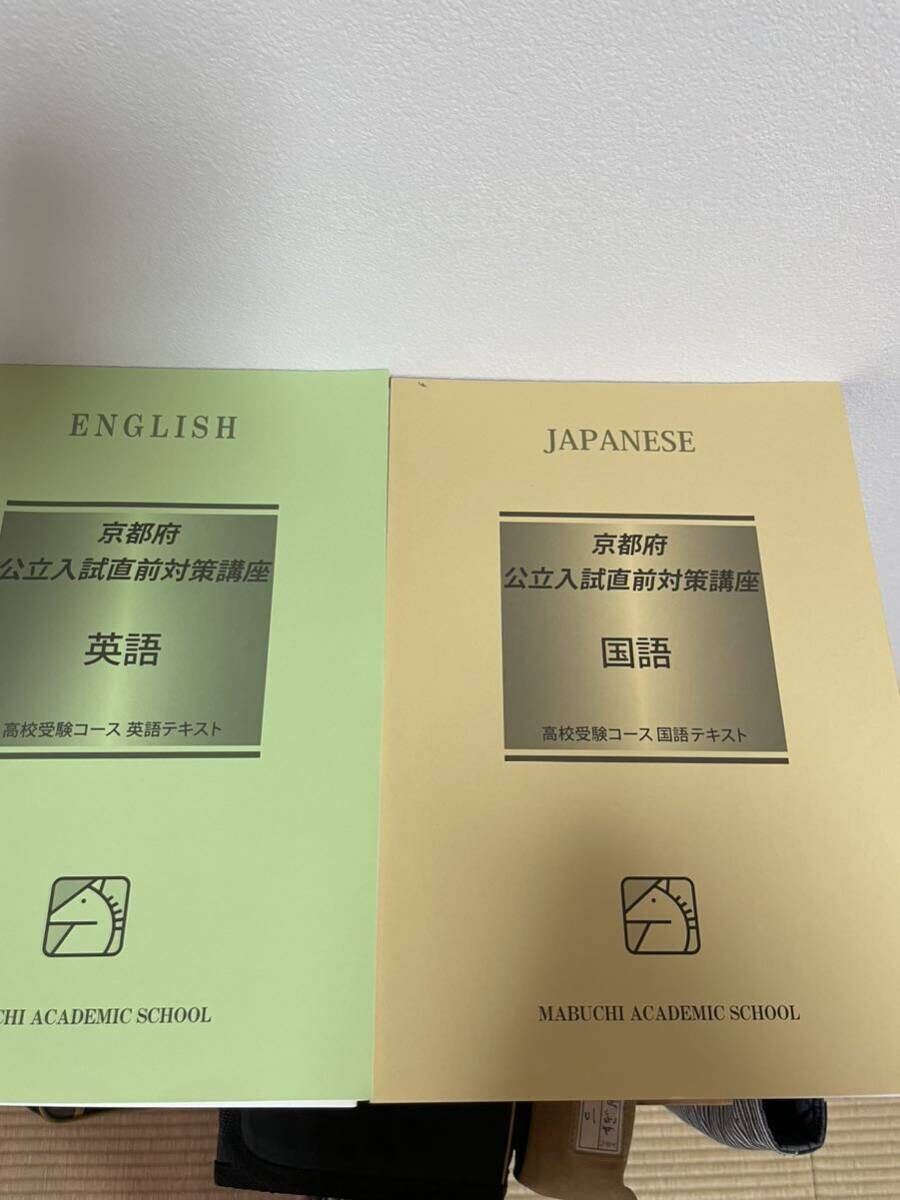 ENGLISH
京都府
公立入試直前対策講座
英語
高校受験コース 英語テキスト
CHI ACADEMIC SCHOOL
JAPANESE
京都府
公立入試直前対策講座
国語
高校受験コース 国語テキスト
MABUCHI ACADEMIC SCHOOL